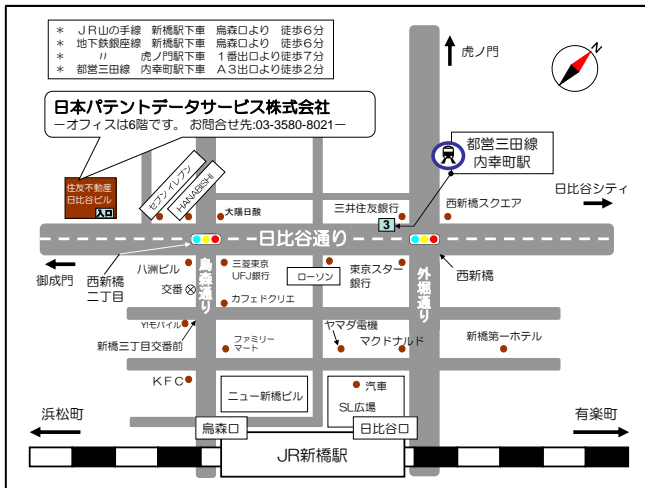 ＊　ＪＲ山の手線　新橋駅下車　烏森口より　徒歩６分
＊　地下鉄銀座線　新橋駅下車　烏森口より　徒歩６分
＊　　　〃　　　虎ノ門駅下車　１番出口より徒歩７分
＊　都営三田線　内幸町駅下車　Ａ３出口より徒歩２分
虎ノ門
N
日本パテントデータサービス株式会社
－オフィスは6階です。 お問合せ先:03-3580-8021－
都営三田線
内幸町駅
住友不動産
日比谷ビル
入口
セブンイレブン
HANABISHI
大陽日酸
三井住友銀行
3
西新橋スクエア
日比谷シティ
日比谷通り
御成門
西新橋
二丁目
八洲ビル
交番
烏森通り
三菱東京
UFJ銀行
カフェドクリエ
ローソン
東京スター
銀行
外堀通り
西新橋
Y!モバイル
新橋三丁目交番前
ファミリー
マート
ヤマダ電機
マクドナルド
新橋第一ホテル
ＫＦＣ
ニュー新橋ビル
汽車
SL広場
浜松町
烏森口
日比谷口
有楽町
JR新橋駅